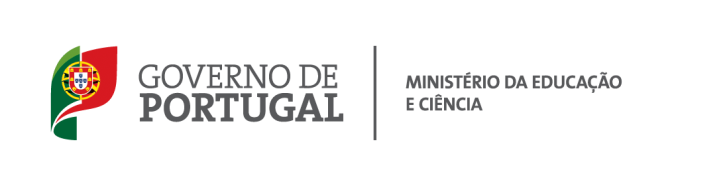 GOVERNO DE
PORTUGAL
MINISTÉRIO DA EDUCAÇÃO
E CIÊNCIA